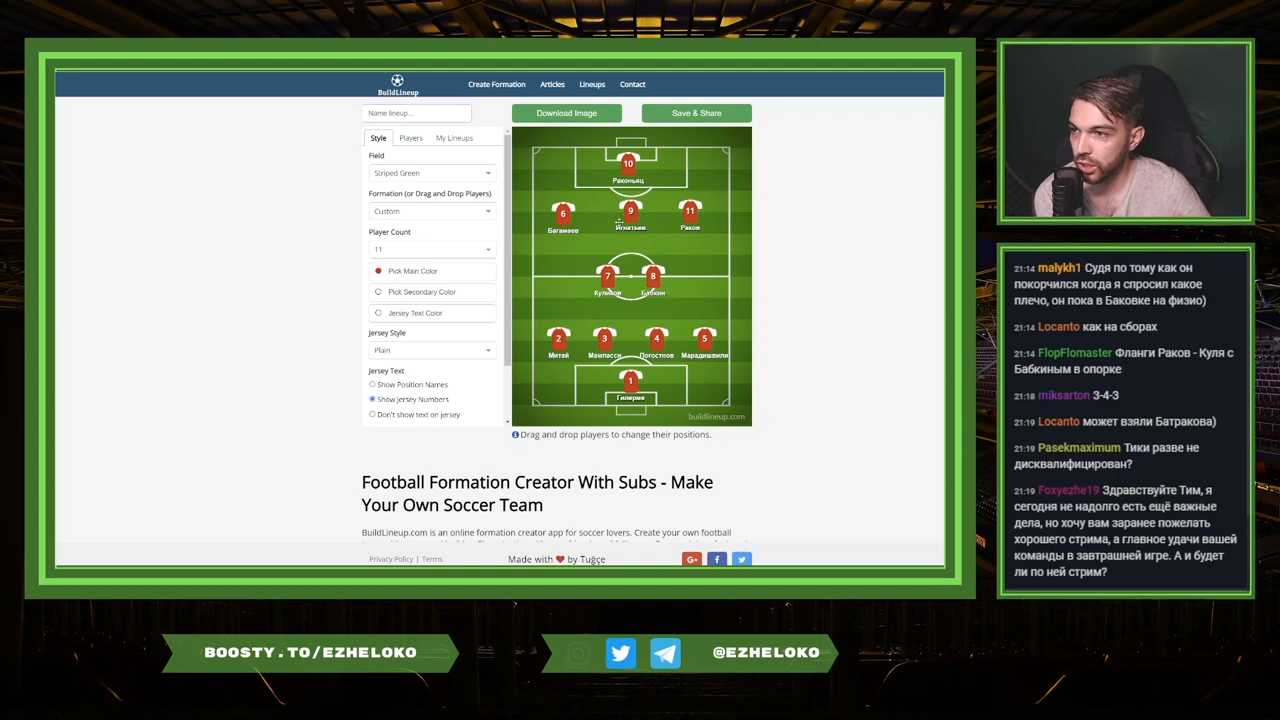 BuildLineup
Create Formation
Articles
Lineups
Contact
Name lineup...
Download Image
Save & Share
Style
Players
My Lineups
Field
Striped Green
Formation (or Drag and Drop Players)
Custom
Player Count
11
Pick Main Color
Pick Secondary Color
Jersey Text Color
Jersey Style
Plain
Jersey Text
Show Position Names
Show Jersey Numbers
Don't show text on jersey
10
Раконьяц
6
9
11
Багамаев
Игнатьев
Раков
7
8
Куликов
Бабкин
2
3
4
5
Митай
Мампасси
Погостнов
Марадишвили
1
Гилерме
buildlineup.com
Drag and drop players to change their positions.
Football Formation Creator With Subs - Make
Your Own Soccer Team
BuildLineup.com is an online formation creator app for soccer lovers. Create your own football
Privacy Policy | Terms
Made with ❤ by Tuğçe
G+
21:14 malykh1 Судя по тому как он
покорчился когда я спросил какое
плечо, он пока в Баковке на физио)
21:14 Locanto как на сборах
21:14 FlopFlomaster Фланги Раков - Куля с
Бабкиным в опорке
21:18 miksarton 3-4-3
21:19 Locanto может взяли Батракова)
21:19 Pasekmaximum Тики разве не
дисквалифицирован?
21:19 Foxyezhe19 Здравствуйте Тим, я
сегодня не надолго есть ещё важные
дела, но хочу вам заранее пожелать
хорошего стрима, а главное удачи вашей
команды в завтрашней игре. А и будет
ли по ней стрим?
BOOSTY.TO/EZHELOKO
@EZHELOKO